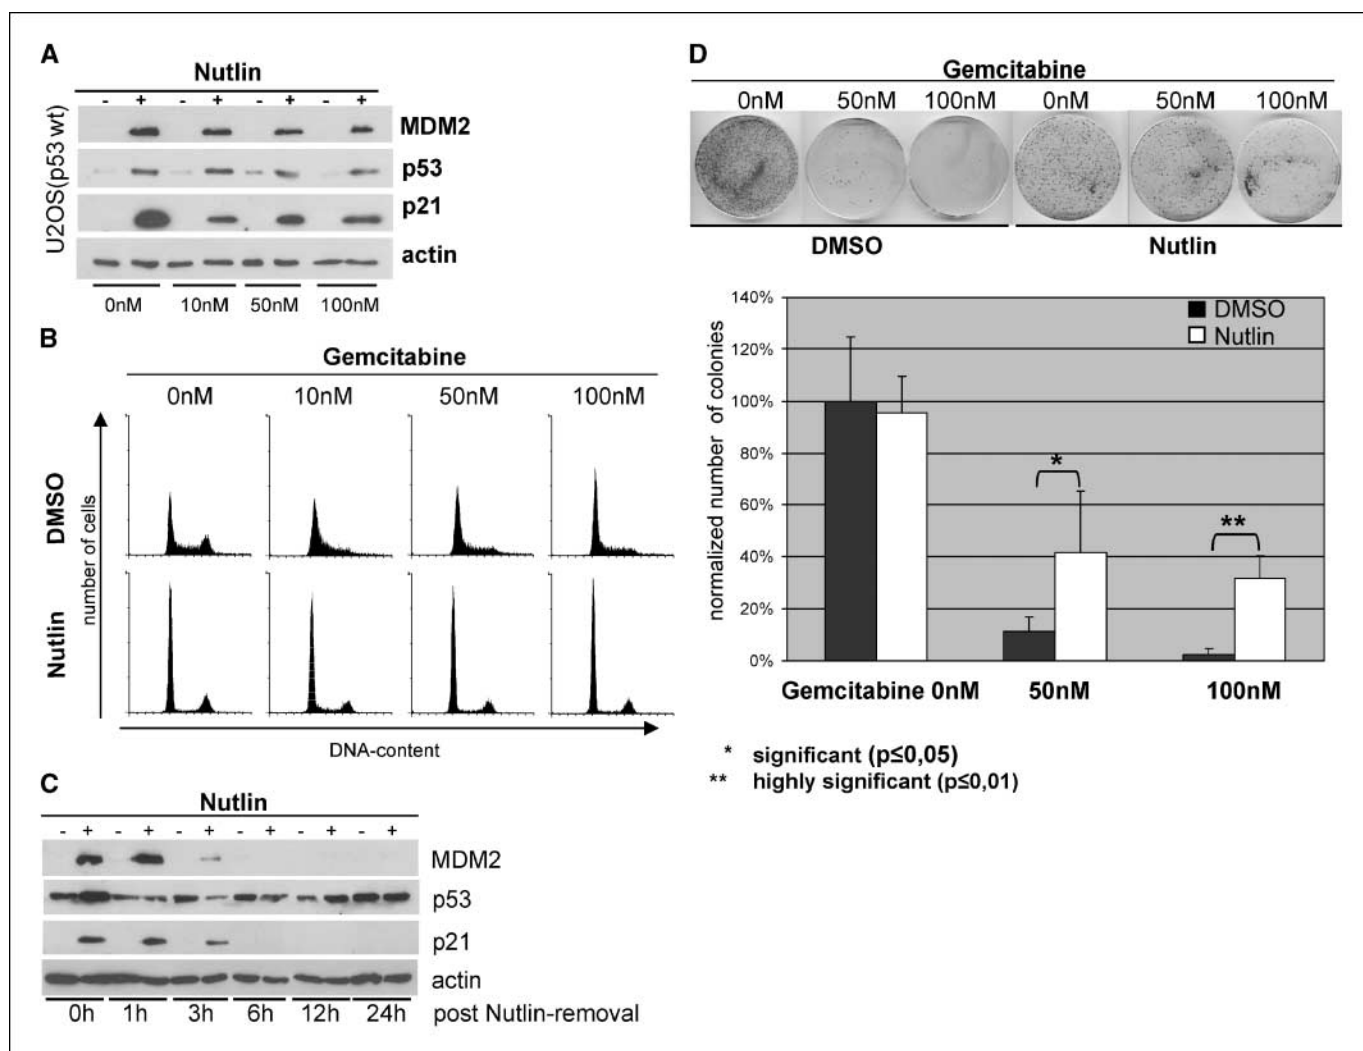 A
Nutlin
- + - + - + - +
U2OS(p53 wt)
MDM2
p53
p21
actin
0nM 10nM 50nM 100nM
B
Gemcitabine
0nM 10nM 50nM 100nM
number of cells
DMSO
Nutlin
DNA-content
C
Nutlin
- + - + - + - + - + - +
MDM2
p53
p21
actin
0h 1h 3h 6h 12h 24h post Nutlin-removal
D
Gemcitabine
0nM 50nM 100nM 0nM 50nM 100nM
DMSO Nutlin
normalized number of colonies
140%
120%
100%
80%
60%
40%
20%
0%
DMSO
Nutlin
*
**
Gemcitabine 0nM 50nM 100nM
* significant (p≤0,05)
** highly significant (p≤0,01)